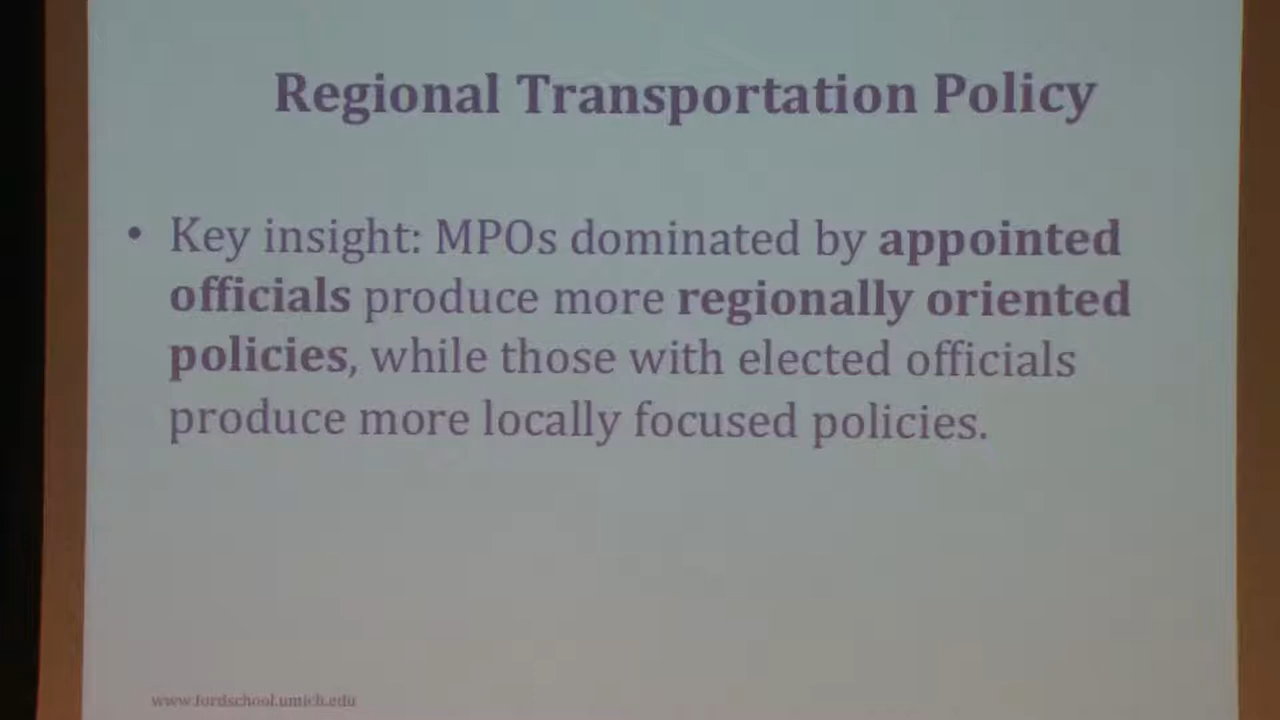 Regional Transportation Policy
• Key insight: MPOs dominated by appointed
officials produce more regionally oriented
policies, while those with elected officials
produce more locally focused policies.
www.fordschool.umich.edu